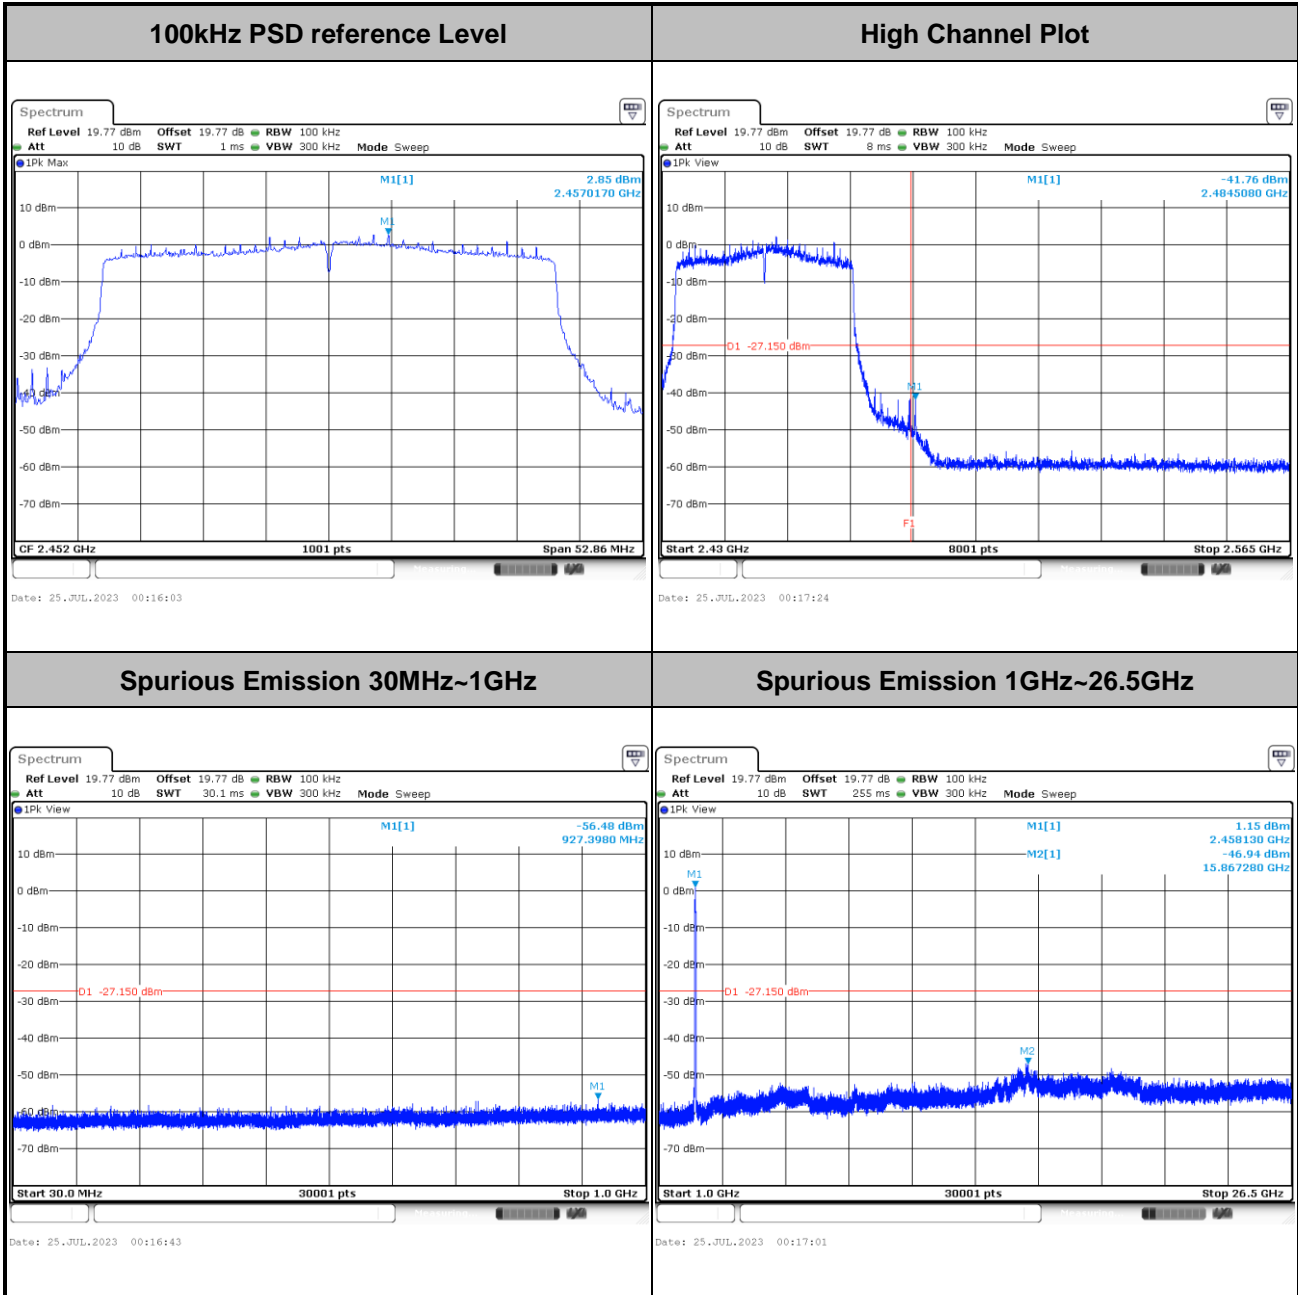 100kHz PSD reference Level
High Channel Plot
Spectrum
Ref Level 19.77 dBm Offset 19.77 dB RBW 100 kHz
Att 10 dB SWT 1 ms VBW 300 kHz Mode Sweep
1Pk Max
M1[1] 2.85 dBm
2.4570170 GHz
10 dBm
M1
0 dBm
-10 dBm
-20 dBm
-30 dBm
-40 dBm
-50 dBm
-60 dBm
-70 dBm
CF 2.452 GHz 1001 pts Span 52.86 MHz
Measuring
Date: 25.JUL.2023 00:16:03
Spectrum
Ref Level 19.77 dBm Offset 19.77 dB RBW 100 kHz
Att 10 dB SWT 8 ms VBW 300 kHz Mode Sweep
1Pk View
M1[1] -41.76 dBm
2.4845080 GHz
10 dBm
0 dBm
-10 dBm
-20 dBm
D1 -27.150 dBm
-30 dBm
-40 dBm
M1
-50 dBm
-60 dBm
-70 dBm
F1
Start 2.43 GHz 8001 pts Stop 2.565 GHz
Measuring
Date: 25.JUL.2023 00:17:24
Spurious Emission 30MHz~1GHz
Spurious Emission 1GHz~26.5GHz
Spectrum
Ref Level 19.77 dBm Offset 19.77 dB RBW 100 kHz
Att 10 dB SWT 30.1 ms VBW 300 kHz Mode Sweep
1Pk View
M1[1] -56.48 dBm
927.3980 MHz
10 dBm
0 dBm
-10 dBm
-20 dBm
D1 -27.150 dBm
-30 dBm
-40 dBm
-50 dBm
M1
-60 dBm
-70 dBm
Start 30.0 MHz 30001 pts Stop 1.0 GHz
Measuring
Date: 25.JUL.2023 00:16:43
Spectrum
Ref Level 19.77 dBm Offset 19.77 dB RBW 100 kHz
Att 10 dB SWT 255 ms VBW 300 kHz Mode Sweep
1Pk View
M1[1] 1.15 dBm
2.458130 GHz
10 dBm
M2[1] -46.94 dBm
15.867280 GHz
M1
0 dBm
-10 dBm
-20 dBm
D1 -27.150 dBm
-30 dBm
-40 dBm
M2
-50 dBm
-60 dBm
-70 dBm
Start 1.0 GHz 30001 pts Stop 26.5 GHz
Measuring
Date: 25.JUL.2023 00:17:01